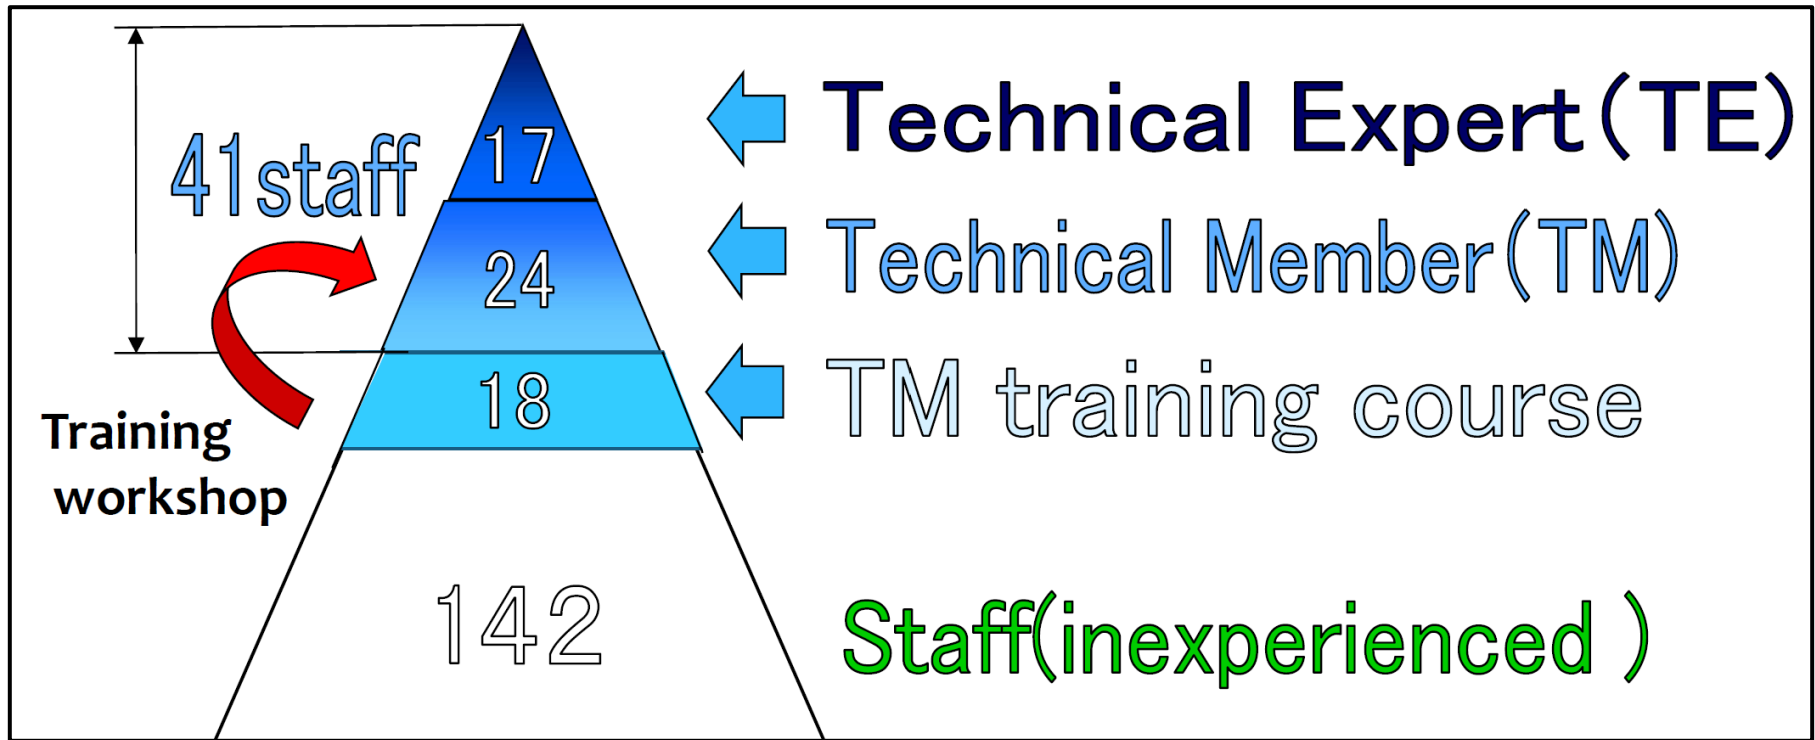 17
Technical Expert(TE)
41staff
24
Technical Member(TM)
18
TM training course
Training
workshop
142
Staff(inexperienced )